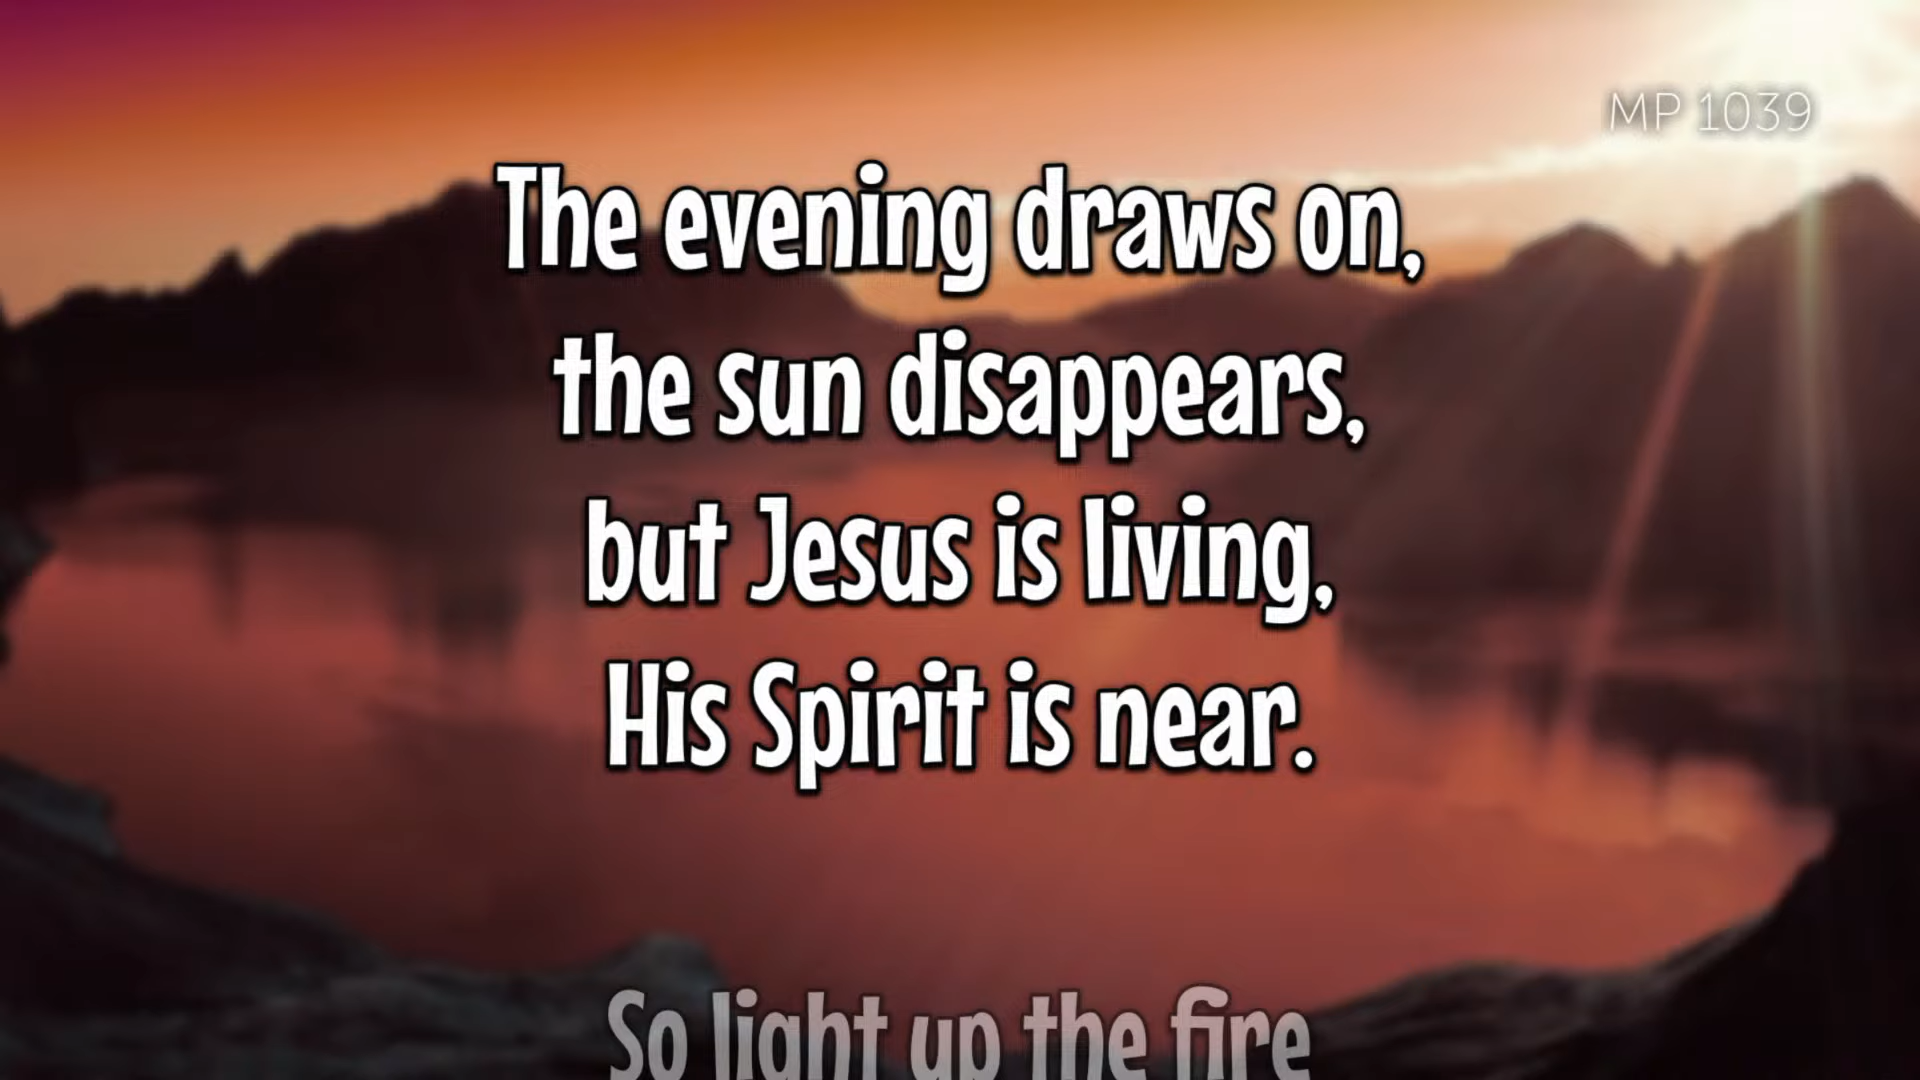 MP 1039
The evening draws on,
the sun disappears,
but Jesus is living,
His Spirit is near.
So light up the fire